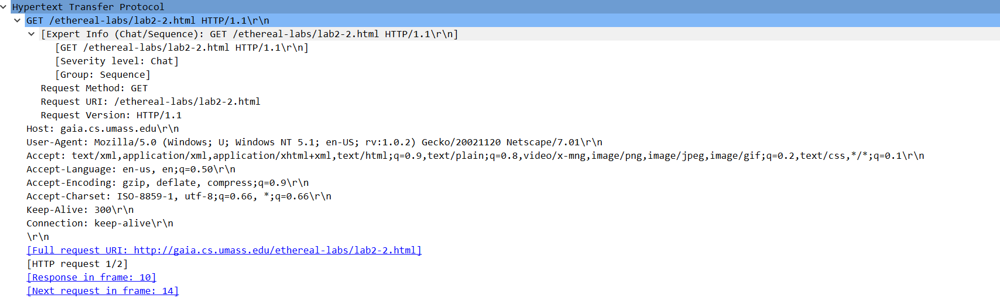 Hypertext Transfer Protocol
GET /ethereal-labs/lab2-2.html HTTP/1.1\r\n
[Expert Info (Chat/Sequence): GET /ethereal-labs/lab2-2.html HTTP/1.1\r\n]
[GET /ethereal-labs/lab2-2.html HTTP/1.1\r\n]
[Severity level: Chat]
[Group: Sequence]
Request Method: GET
Request URI: /ethereal-labs/lab2-2.html
Request Version: HTTP/1.1
Host: gaia.cs.umass.edu\r\n
User-Agent: Mozilla/5.0 (Windows; U; Windows NT 5.1; en-US; rv:1.0.2) Gecko/20021120 Netscape/7.01\r\n
Accept: text/xml,application/xml,application/xhtml+xml,text/html;q=0.9,text/plain;q=0.8,video/x-mng,image/png,image/jpeg,image/gif;q=0.2,text/css,*/*;q=0.1\r\n
Accept-Language: en-us, en;q=0.50\r\n
Accept-Encoding: gzip, deflate, compress;q=0.9\r\n
Accept-Charset: ISO-8859-1, utf-8;q=0.66, *;q=0.66\r\n
Keep-Alive: 300\r\n
Connection: keep-alive\r\n
\r\n
[Full request URI: http://gaia.cs.umass.edu/ethereal-labs/lab2-2.html]
[HTTP request 1/2]
[Response in frame: 10]
[Next request in frame: 14]